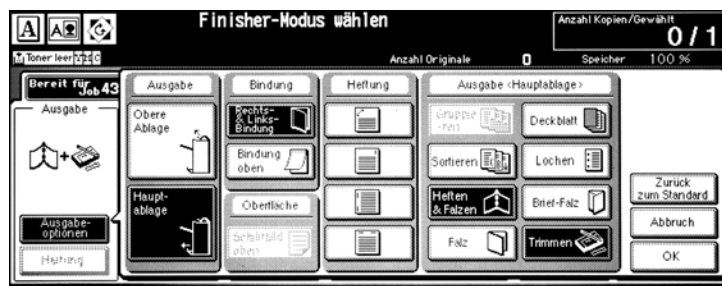 Finisher-Modus wählen
Anzahl Kopien/Gewählt
0 / 1
Toner leer
Anzahl Originale 0 Speicher 100 %
Bereit für
Job 43
Ausgabe
Ausgabe-
optionen
Heftung
Ausgabe
Obere
Ablage
Haupt-
ablage
Bindung
Rechts-
& Links-
Bindung
Bindung
oben
Oberfläche
Schriftbild
oben
Heftung
Ausgabe <Hauptablage>
Gruppie
-ren
Deckblatt
Sortieren
Lochen
Heften
& Falzen
Brief-Falz
Falz
Trimmen
Zurück
zum Standard
Abbruch
OK